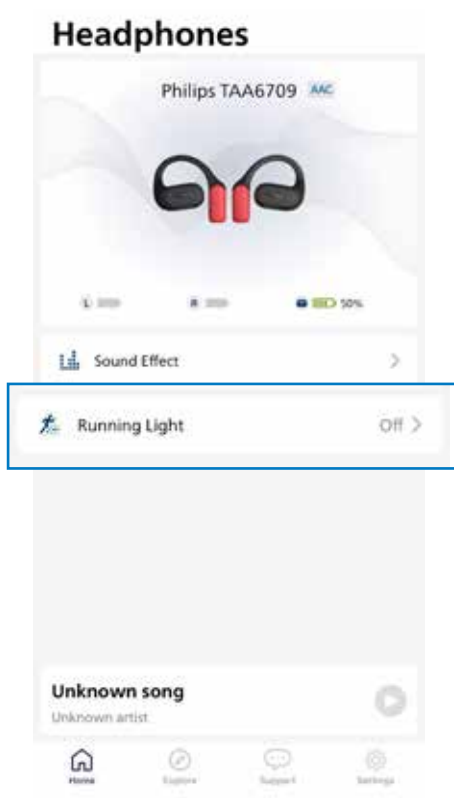 Headphones
Philips TAA6709 AAC
L R 50%
Sound Effect
Running Light Off
Unknown song
Unknown artist
Home Explore Support Settings